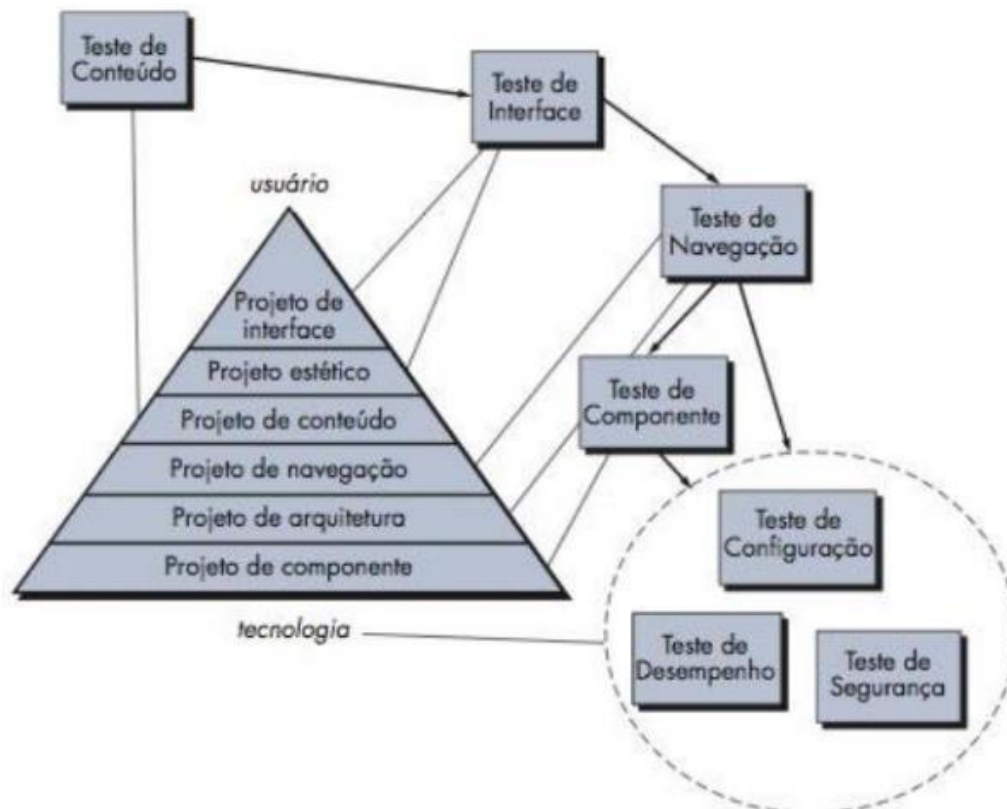 Teste de
Conteúdo
Teste de
Interface
usuário
Teste de
Navegação
Projeto de
interface
Projeto estético
Teste de
Componente
Projeto de conteúdo
Projeto de navegação
Projeto de arquitetura
Teste de
Configuração
Projeto de componente
tecnologia
Teste de
Desempenho
Teste de
Segurança